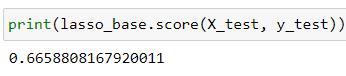 print(lasso_base.score(X_test, y_test))
0.6658808167920011